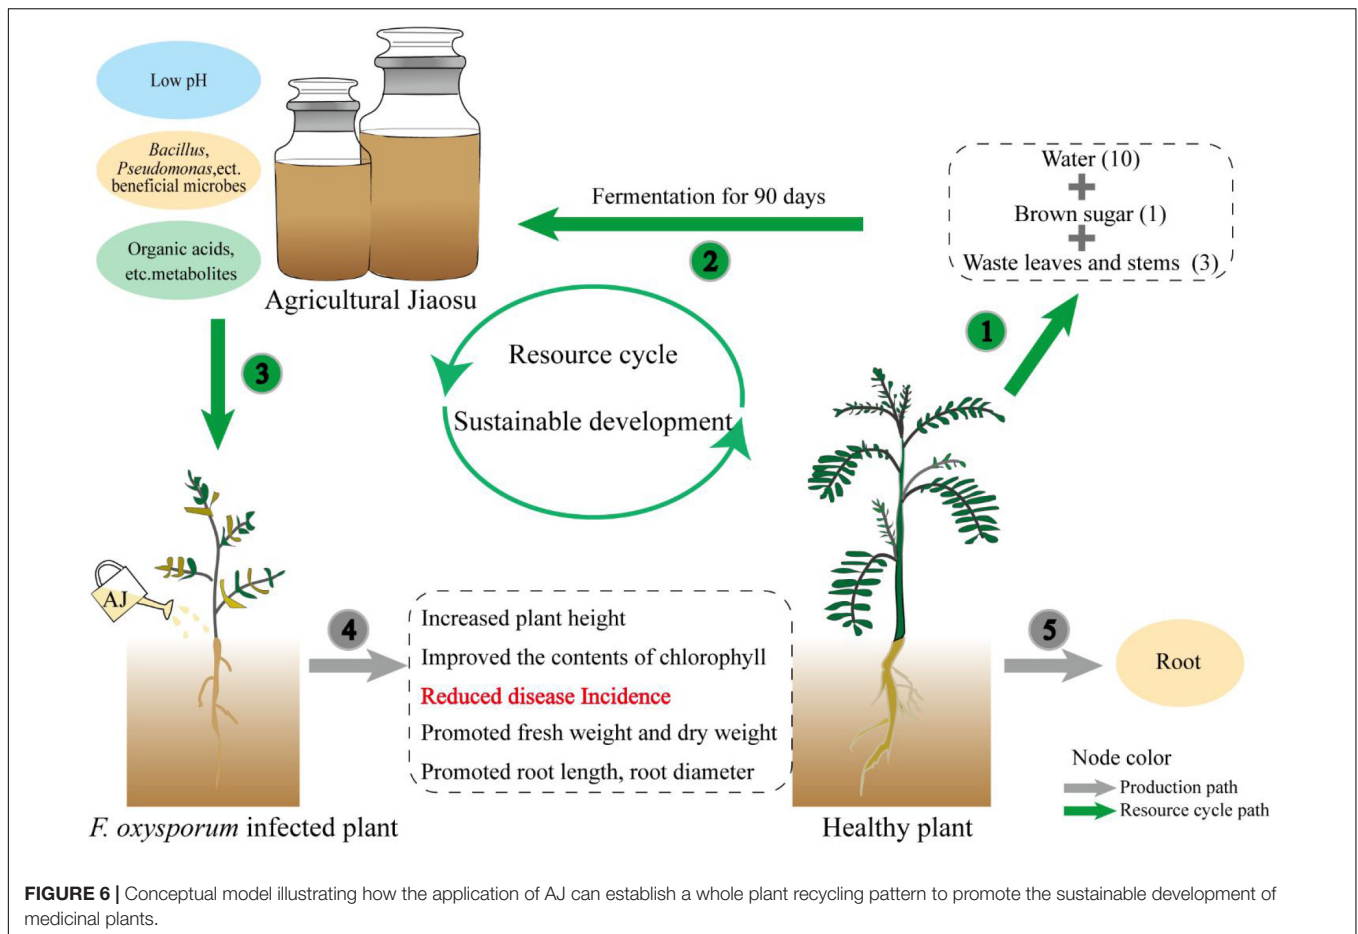 Low pH
Bacillus,
Pseudomonas,ect.
beneficial microbes
Organic acids,
etc.metabolites
Agricultural Jiaosu
Fermentation for 90 days
2
Water (10)
+
Brown sugar (1)
+
Waste leaves and stems (3)
1
3
Resource cycle
Sustainable development
AJ
4
Increased plant height
Improved the contents of chlorophyll
Reduced disease Incidence
Promoted fresh weight and dry weight
Promoted root length, root diameter
5
Root
Node color
Production path
Resource cycle path
F. oxysporum infected plant
Healthy plant
FIGURE 6 | Conceptual model illustrating how the application of AJ can establish a whole plant recycling pattern to promote the sustainable development of
medicinal plants.